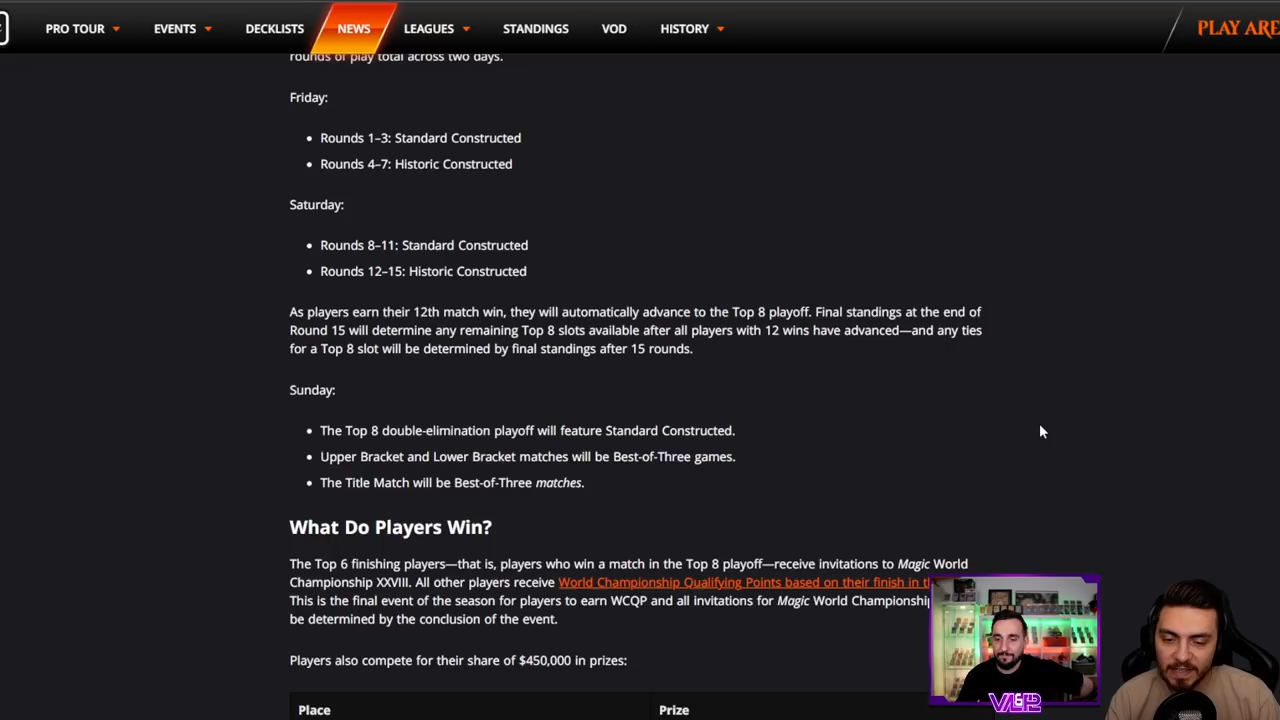 PRO TOUR
EVENTS
DECKLISTS
NEWS
LEAGUES
STANDINGS
VOD
HISTORY
PLAY ARE
rounds of play total across two days.
Friday:
• Rounds 1–3: Standard Constructed
• Rounds 4–7: Historic Constructed
Saturday:
• Rounds 8–11: Standard Constructed
• Rounds 12–15: Historic Constructed
As players earn their 12th match win, they will automatically advance to the Top 8 playoff. Final standings at the end of
Round 15 will determine any remaining Top 8 slots available after all players with 12 wins have advanced—and any ties
for a Top 8 slot will be determined by final standings after 15 rounds.
Sunday:
• The Top 8 double-elimination playoff will feature Standard Constructed.
• Upper Bracket and Lower Bracket matches will be Best-of-Three games.
• The Title Match will be Best-of-Three matches.
What Do Players Win?
The Top 6 finishing players—that is, players who win a match in the Top 8 playoff—receive invitations to Magic World
Championship XXVIII. All other players receive World Championship Qualifying Points based on their finish in
This is the final event of the season for players to earn WCQP and all invitations for Magic World Championship
be determined by the conclusion of the event.
Players also compete for their share of $450,000 in prizes:
Place
Prize